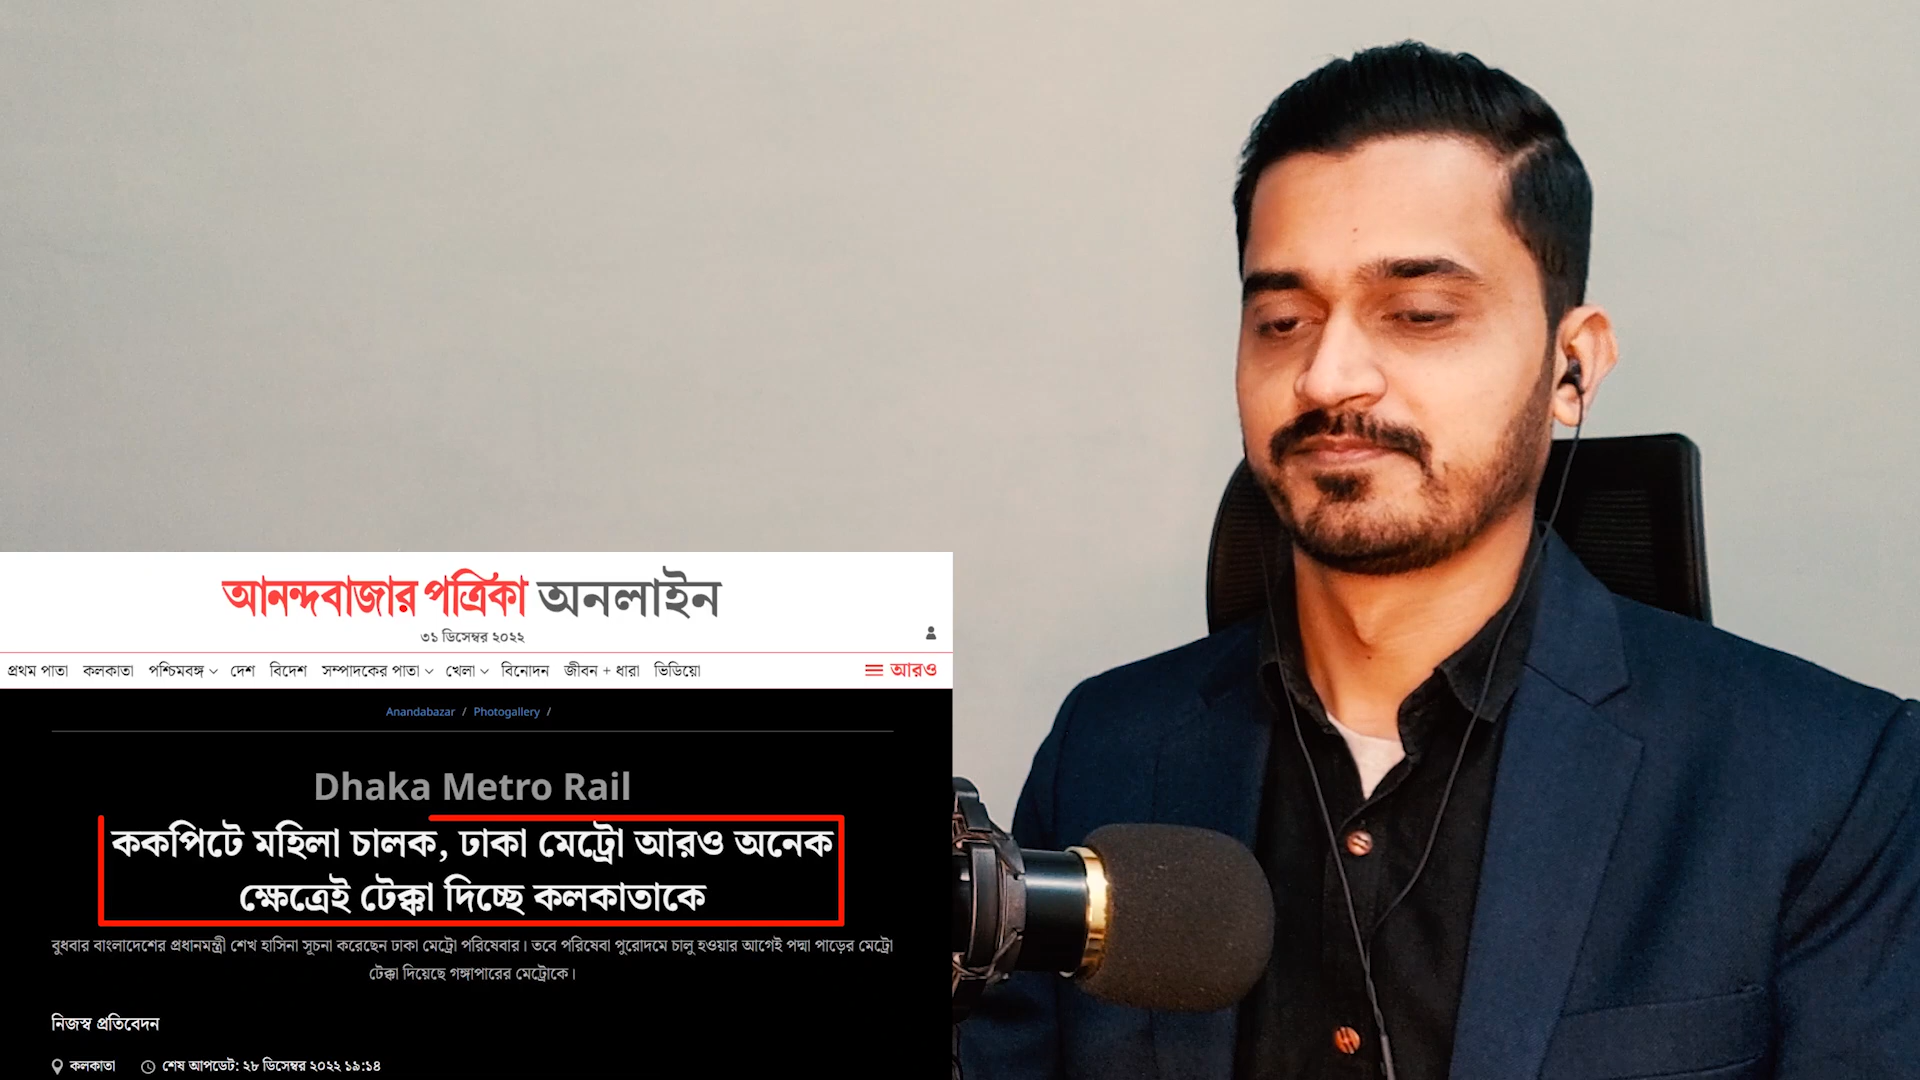 আনন্দবাজার পত্রিকা অনলাইন
৩১ ডিসেম্বর ২০২২
প্রথম পাতা কলকাতা পশ্চিমবঙ্গ দেশ বিদেশ সম্পাদকের পাতা খেলা বিনোদন জীবন + ধারা ভিডিয়ো আরও
Anandabazar / Photogallery /
Dhaka Metro Rail
ককপিটে মহিলা চালক, ঢাকা মেট্রো আরও অনেক
ক্ষেত্রেই টেক্কা দিচ্ছে কলকাতাকে
বুধবার বাংলাদেশের প্রধানমন্ত্রী শেখ হাসিনা সূচনা করেছেন ঢাকা মেট্রো পরিষেবার। তবে পরিষেবা পুরোদমে চালু হওয়ার আগেই পদ্মা পাড়ের মেট্রো
টেক্কা দিয়েছে গঙ্গাপারের মেট্রোকে।
নিজস্ব প্রতিবেদন
কলকাতা শেষ আপডেট: ২৮ ডিসেম্বর ২০২২ ১৯:১৪